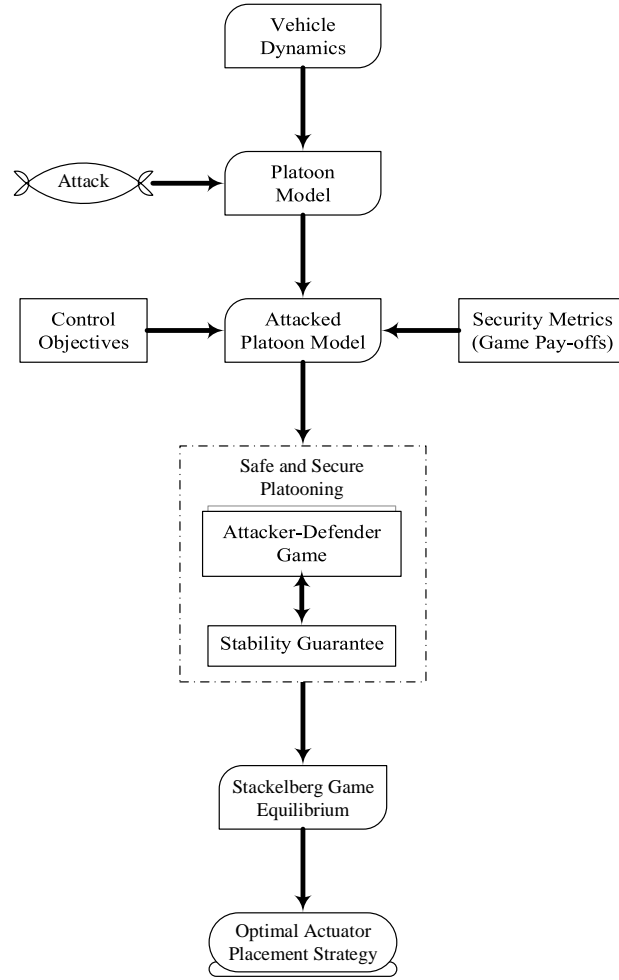 Vehicle
Dynamics
Attack
Platoon
Model
Control
Objectives
Attacked
Platoon Model
Security Metrics
(Game Pay-offs)
Safe and Secure
Platooning
Attacker-Defender
Game
Stability Guarantee
Stackelberg Game
Equilibrium
Optimal Actuator
Placement Strategy